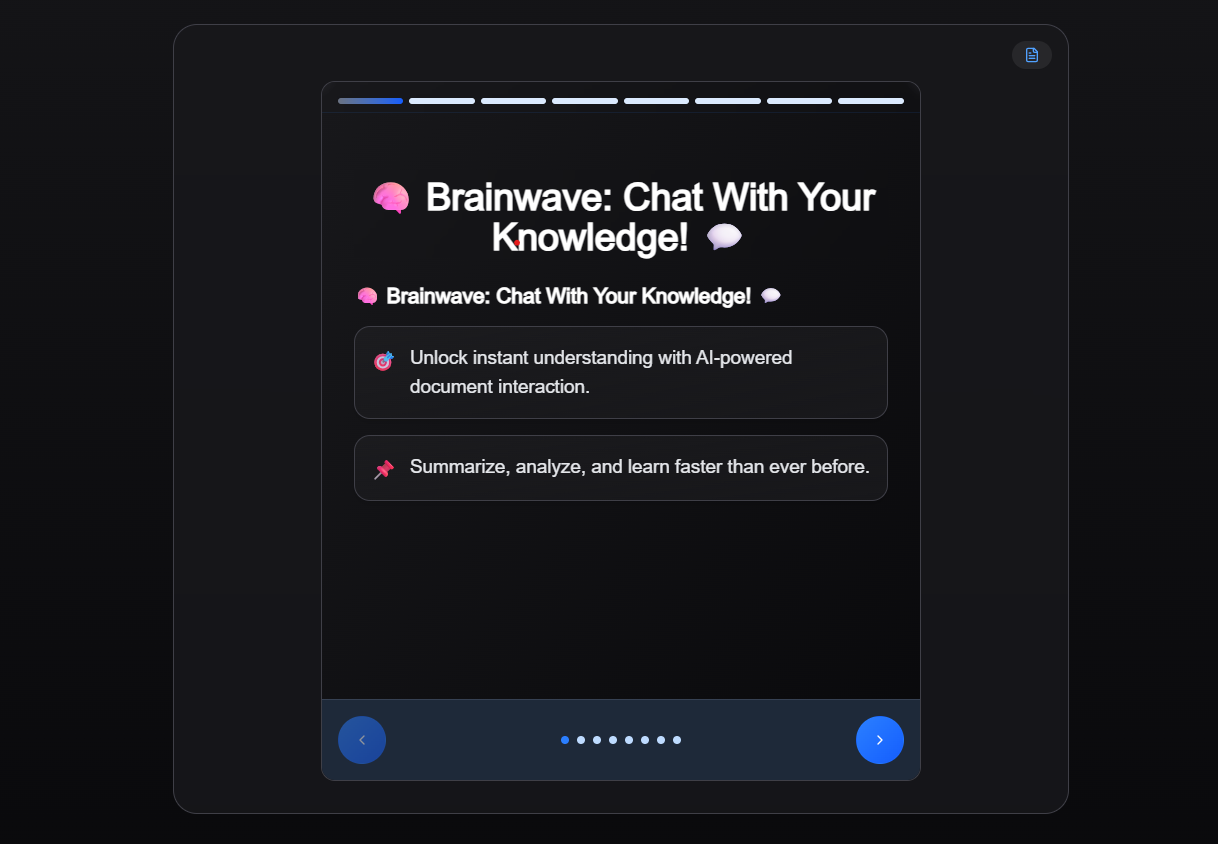 🧠 Brainwave: Chat With Your
Knowledge! 💬
🧠 Brainwave: Chat With Your Knowledge! 💬
🎯 Unlock instant understanding with AI-powered
document interaction.
📌 Summarize, analyze, and learn faster than ever before.